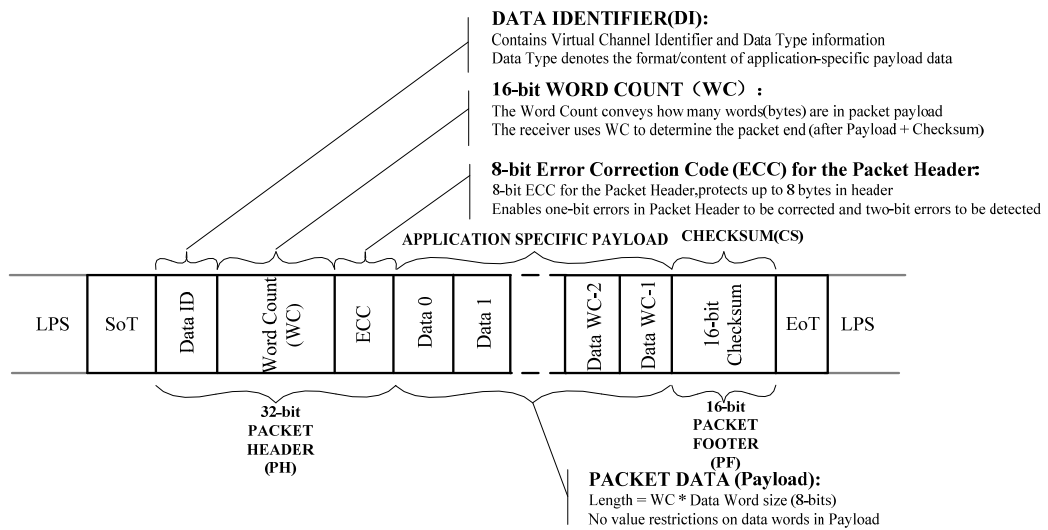 DATA IDENTIFIER(DI):
Contains Virtual Channel Identifier and Data Type information
Data Type denotes the format/content of application-specific payload data
16-bit WORD COUNT（WC）：
The Word Count conveys how many words(bytes) are in packet payload
The receiver uses WC to determine the packet end (after Payload + Checksum)
8-bit Error Correction Code (ECC) for the Packet Header:
8-bit ECC for the Packet Header,protects up to 8 bytes in header
Enables one-bit errors in Packet Header to be corrected and two-bit errors to be detected
APPLICATION SPECIFIC PAYLOAD
CHECKSUM(CS)
LPS
SoT
Data ID
Word Count
(WC)
ECC
Data 0
Data 1
Data WC-2
Data WC-1
16-bit
Checksum
EoT
LPS
32-bit
PACKET
HEADER
(PH)
16-bit
PACKET
FOOTER
(PF)
PACKET DATA (Payload):
Length = WC * Data Word size (8-bits)
No value restrictions on data words in Payload